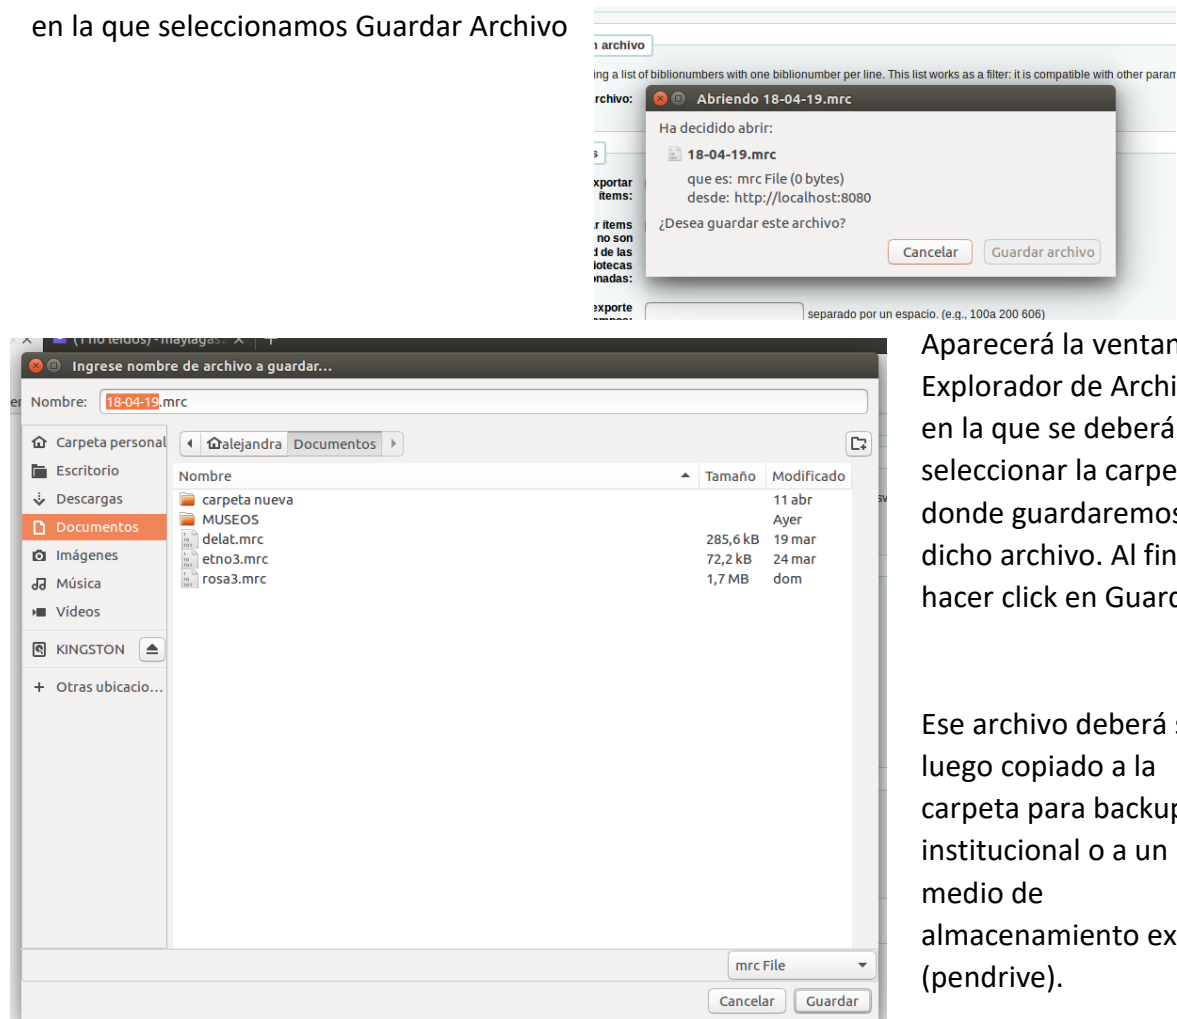 en la que seleccionamos Guardar Archivo
archivo
ing a list of biblionumbers with one biblionumber per line. This list works as a filter: it is compatible with other param
rchivo:
Abriendo 18-04-19.mrc
Ha decidido abrir:
18-04-19.mrc
que es: mrc File (0 bytes)
desde: http://localhost:8080
¿Desea guardar este archivo?
Cancelar Guardar archivo
s
xportar
ítems:
r ítems
no son
d de las
iotecas
onadas:
exporte
separado por un espacio. (e.g., 100a 200 606)
(1 no leídos) - maylagas
Ingrese nombre de archivo a guardar...
Nombre: 18-04-19.mrc
Carpeta personal
Escritorio
Descargas
Documentos
Imágenes
Música
Vídeos
KINGSTON
+ Otras ubicacio...
alejandra Documentos
Nombre Tamaño Modificado
carpeta nueva 11 abr
MUSEOS Ayer
delat.mrc 285,6 kB 19 mar
etno3.mrc 72,2 kB 24 mar
rosa3.mrc 1,7 MB dom
mrc File
Cancelar Guardar
Aparecerá la ventan
Explorador de Archi
en la que se deberá
seleccionar la carpe
donde guardaremos
dicho archivo. Al fin
hacer click en Guard
Ese archivo deberá s
luego copiado a la
carpeta para backup
institucional o a un
medio de
almacenamiento ex
(pendrive).